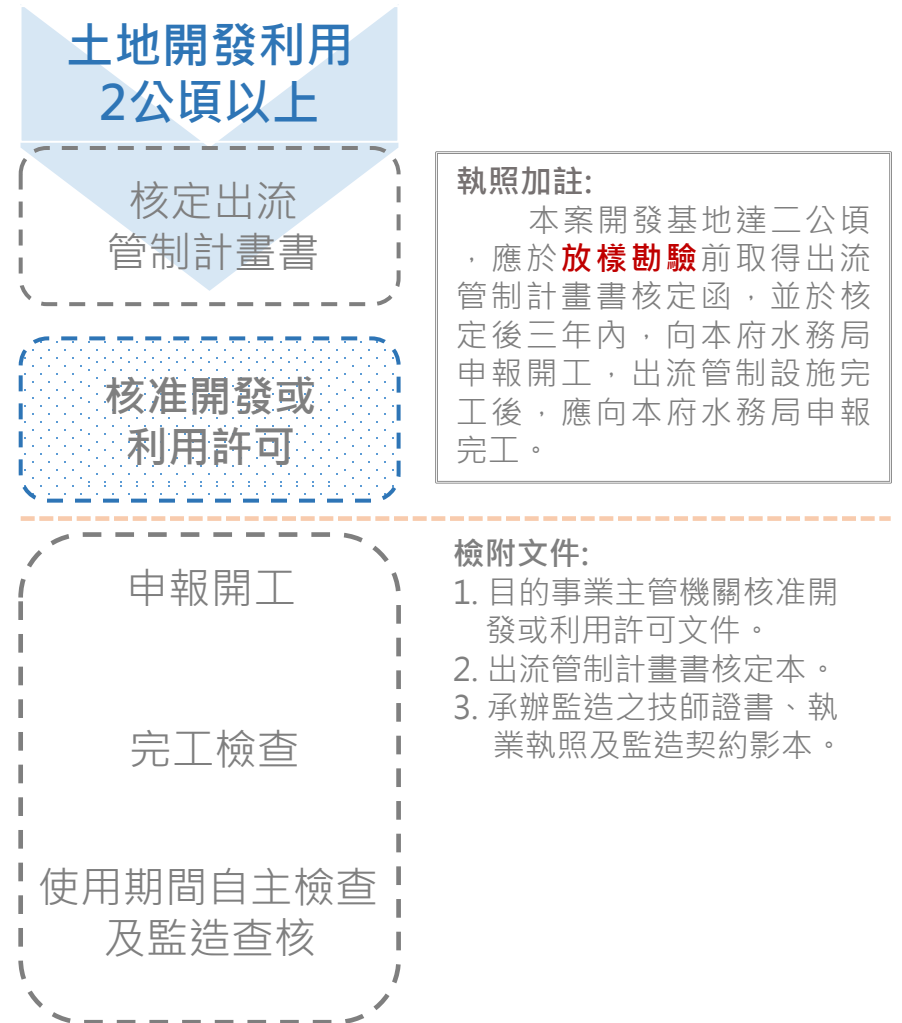 土地開發利用
2公頃以上
核定出流
管制計畫書
執照加註:
本案開發基地達二公頃
，應於放樣勘驗前取得出流
管制計畫書核定函，並於核
定後三年內，向本府水務局
申報開工，出流管制設施完
工後，應向本府水務局申報
完工。
核准開發或
利用許可
申報開工
完工檢查
使用期間自主檢查
及監造查核
檢附文件:
1. 目的事業主管機關核准開
發或利用許可文件。
2. 出流管制計畫書核定本。
3. 承辦監造之技師證書、執
業執照及監造契約影本。